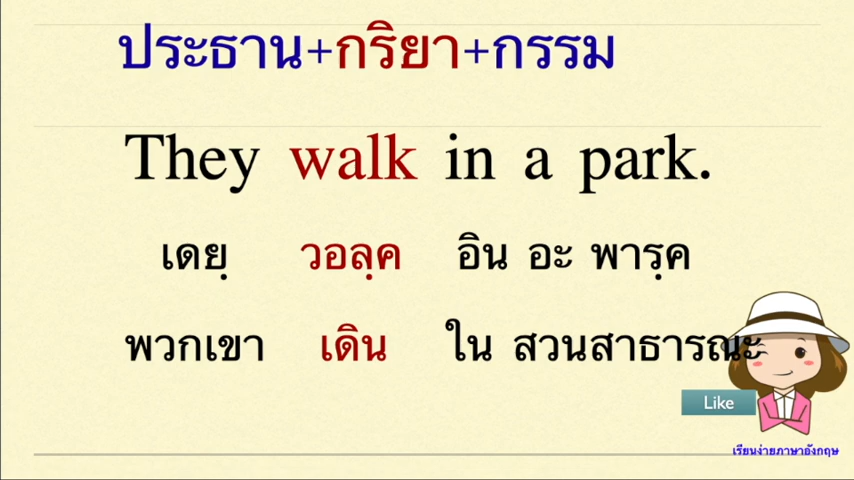 ประธาน+กริยา+กรรม
They walk in a park.
เดยฺ วอลฺค อิน อะ พารฺค
พวกเขา เดิน ใน สวนสาธารณะ
Like
เรียนง่ายภาษาอังกฤษ